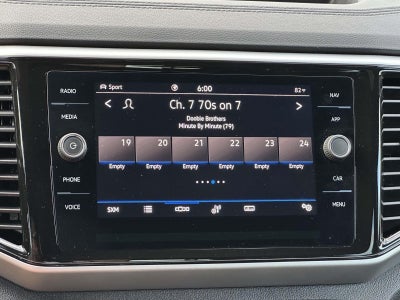 Sport 6:00 82°F
RADIO NAV
Ch. 7 70s on 7
MEDIA APP
Doobie Brothers
Minute By Minute (79)
19 20 21 22 23 24
Empty Empty Empty Empty Empty Empty
PHONE CAR
VOICE MENU
SXM